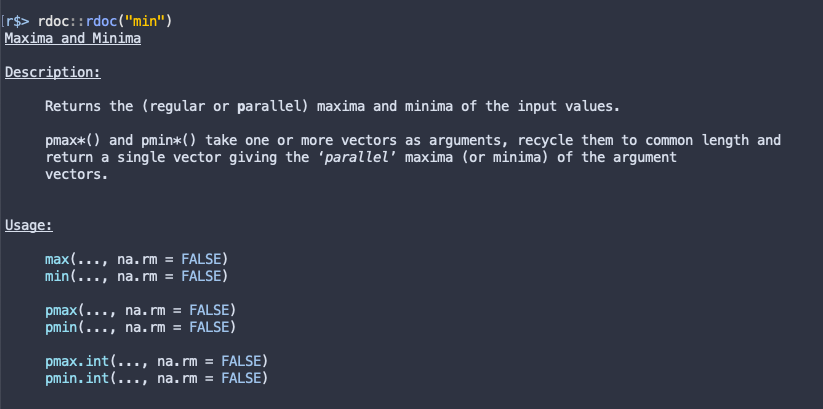 r$> rdoc::rdoc("min")
Maxima and Minima
Description:
Returns the (regular or parallel) maxima and minima of the input values.
pmax*() and pmin*() take one or more vectors as arguments, recycle them to common length and
return a single vector giving the ‘parallel’ maxima (or minima) of the argument
vectors.
Usage:
max(..., na.rm = FALSE)
min(..., na.rm = FALSE)
pmax(..., na.rm = FALSE)
pmin(..., na.rm = FALSE)
pmax.int(..., na.rm = FALSE)
pmin.int(..., na.rm = FALSE)